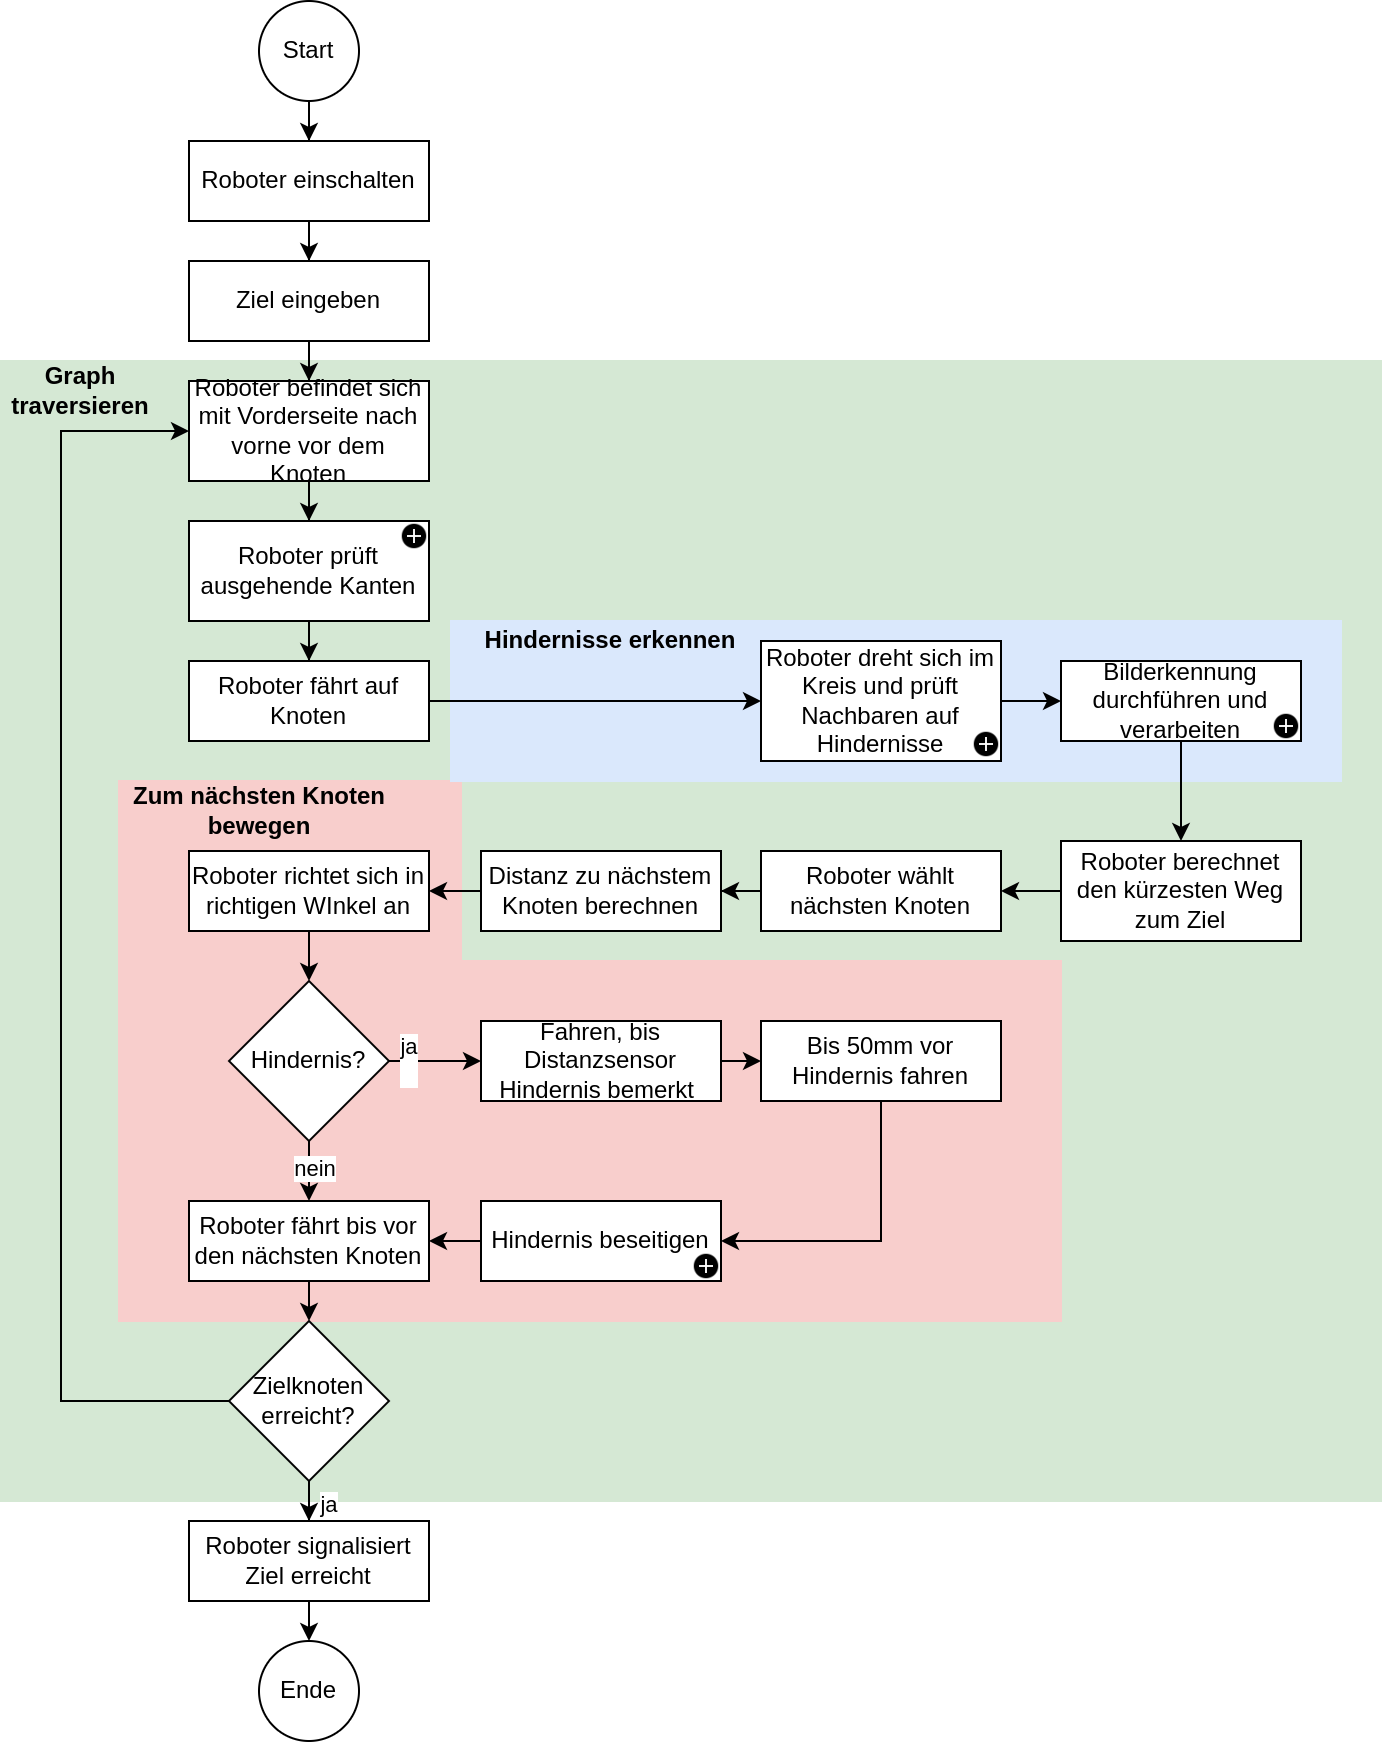 Start
Roboter einschalten
Ziel eingeben
Graph
traversieren
Roboter befindet sich
mit Vorderseite nach
vorne vor dem
Knoten
Roboter prüft
ausgehende Kanten
Hindernisse erkennen
Roboter fährt auf
Knoten
Roboter dreht sich im
Kreis und prüft
Nachbaren auf
Hindernisse
Bilderkennung
durchführen und
verarbeiten
Zum nächsten Knoten
bewegen
Roboter richtet sich in
richtigen WInkel an
Distanz zu nächstem
Knoten berechnen
Roboter wählt
nächsten Knoten
Roboter berechnet
den kürzesten Weg
zum Ziel
Hindernis?
ja
Fahren, bis
Distanzsensor
Hindernis bemerkt
Bis 50mm vor
Hindernis fahren
nein
Roboter fährt bis vor
den nächsten Knoten
Hindernis beseitigen
Zielknoten
erreicht?
ja
Roboter signalisiert
Ziel erreicht
Ende